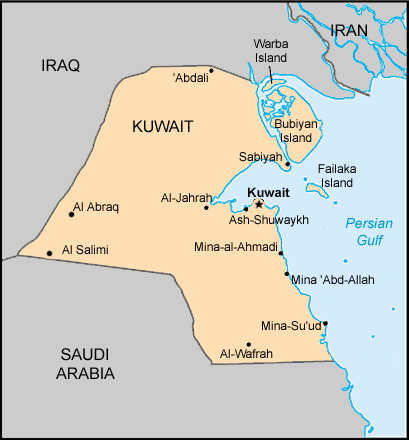 IRAN
Warba
Island
IRAQ
'Abdali
KUWAIT
Bubiyan
Island
Sabiyah
Failaka
Island
Kuwait
Al-Jahrah
Al Abraq
Ash-Shuwaykh
Persian
Gulf
Al Salimi
Mina-al-Ahmadi
Mina 'Abd-Allah
Mina-Su'ud
Al-Wafrah
SAUDI
ARABIA